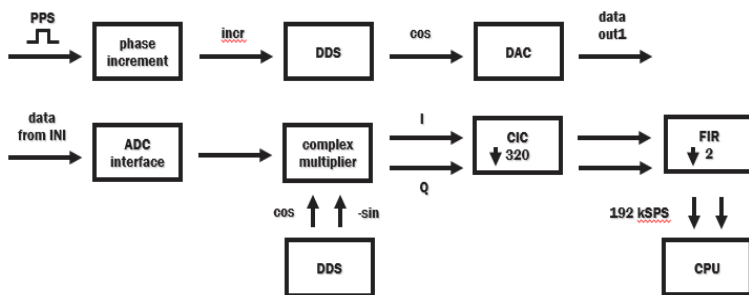 PPS
phase
increment
incr
DDS
cos
DAC
data
out1
data
from INI
ADC
interface
complex
multiplier
I
Q
CIC
320
FIR
2
cos
-sin
DDS
192 kSPS
CPU